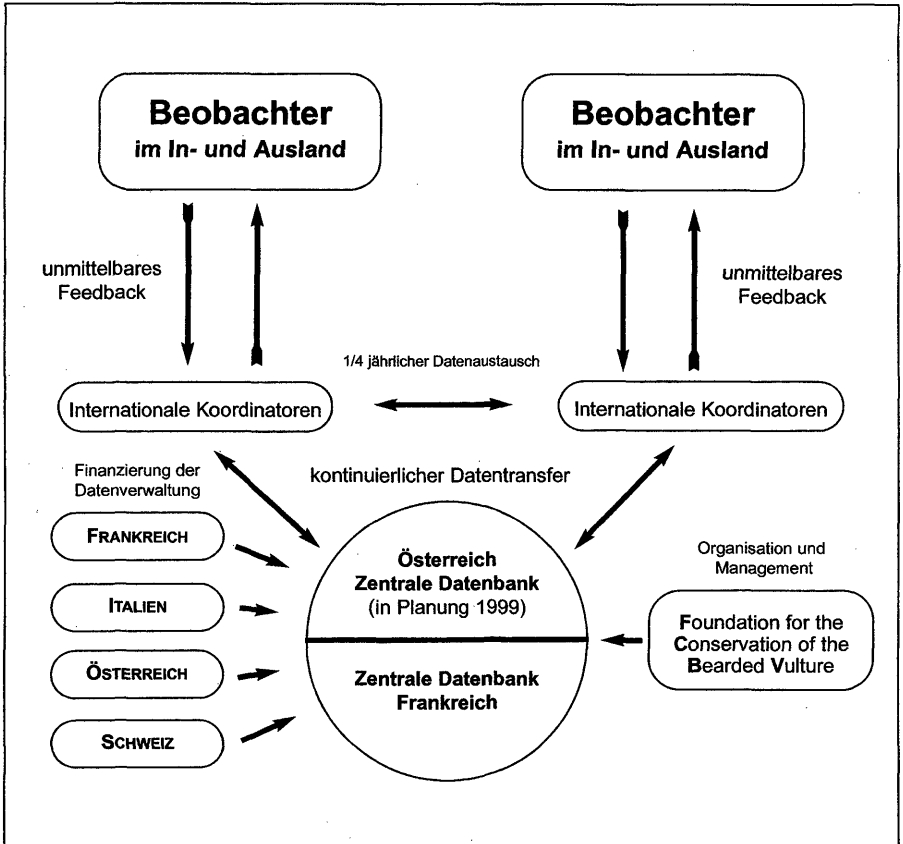 Beobachter
im In- und Ausland
Beobachter
im In- und Ausland
unmittelbares
Feedback
unmittelbares
Feedback
1/4 jährlicher Datenaustausch
Internationale Koordinatoren
Internationale Koordinatoren
Finanzierung der
Datenverwaltung
kontinuierlicher Datentransfer
FRANKREICH
ITALIEN
ÖSTERREICH
SCHWEIZ
Österreich
Zentrale Datenbank
(in Planung 1999)
Zentrale Datenbank
Frankreich
Organisation und
Management
Foundation for the
Conservation of the
Bearded Vulture